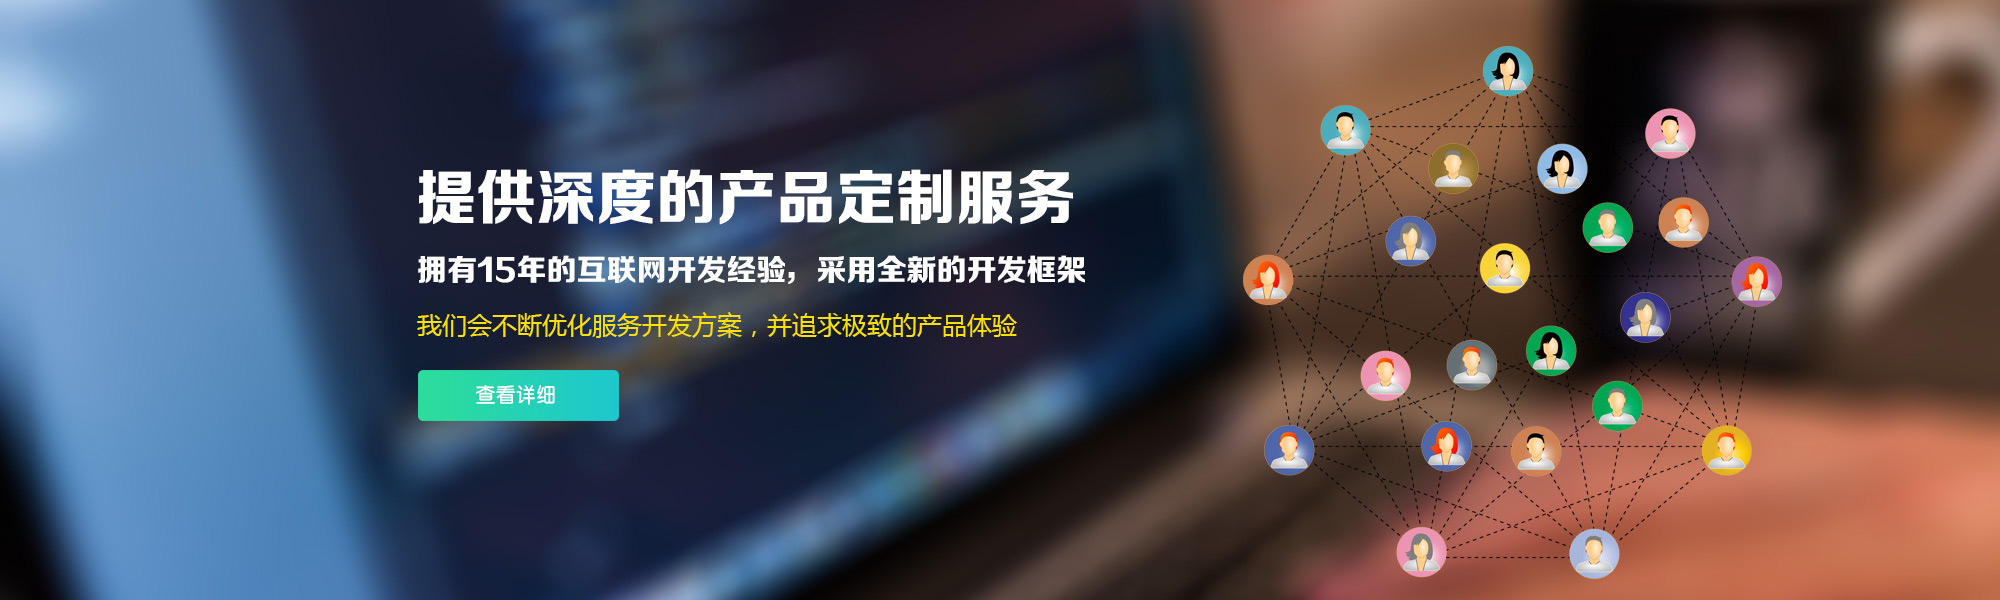 提供深度的产品定制服务
拥有15年的互联网开发经验，采用全新的开发框架
我们会不断优化服务开发方案，并追求极致的产品体验
查看详细